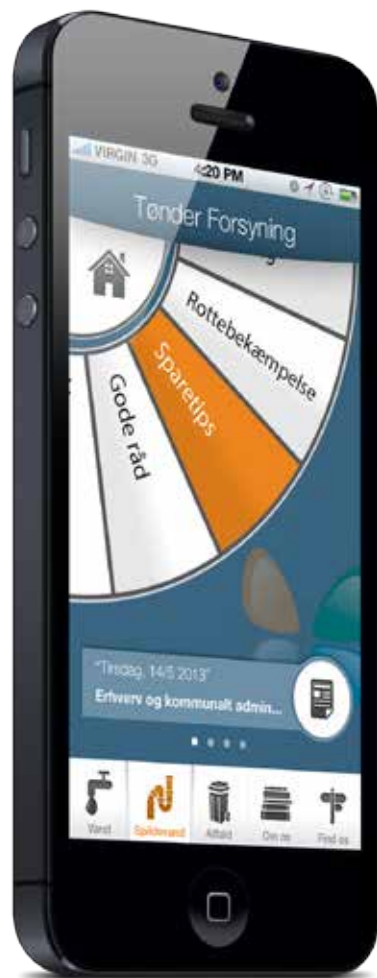 VIRGIN 3G 4:20 PM
Tønder Forsyning
Rottebekæmpelse
Sparetips
Gode råd
"Tirsdag, 14/5 2013"
Erhverv og kommunalt admin...
Vand Spildevand Affald Om os Find os